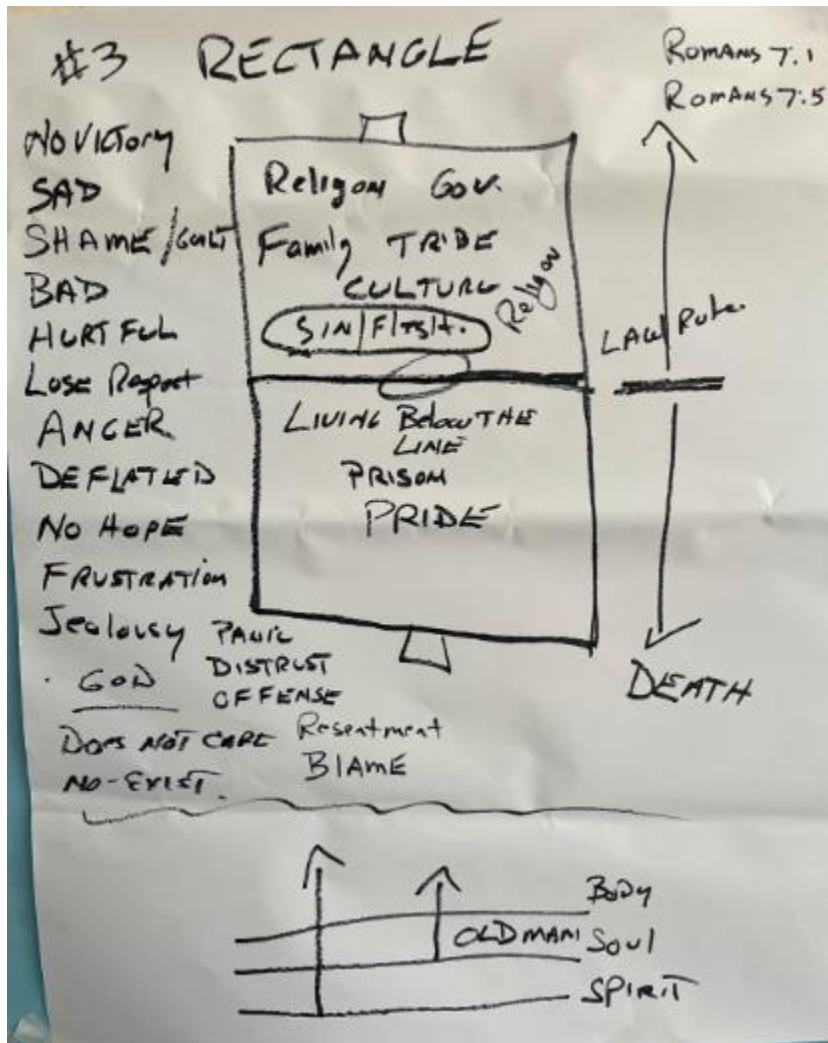 #3 RECTANGLE
ROMANS 7.1
ROMANS 7.5
NO VICTORY
SAD
SHAME/GUILT
BAD
HURTFUL
Lose Respect
ANGER
DEFLATED
NO HOPE
FRUSTRATION
Jealousy
GOD
DOES NOT CARE
NO-EXIST.
PANIC
DISTRUST
OFFENSE
Resentment
BLAME
Religon Gov.
Family TRIBE
CULTURE
Religon
SIN/FLESH.
LIVING Below THE
LINE
PRISON
PRIDE
LAW/Rule.
DEATH
BODY
OLD MAN SOUL
SPIRIT